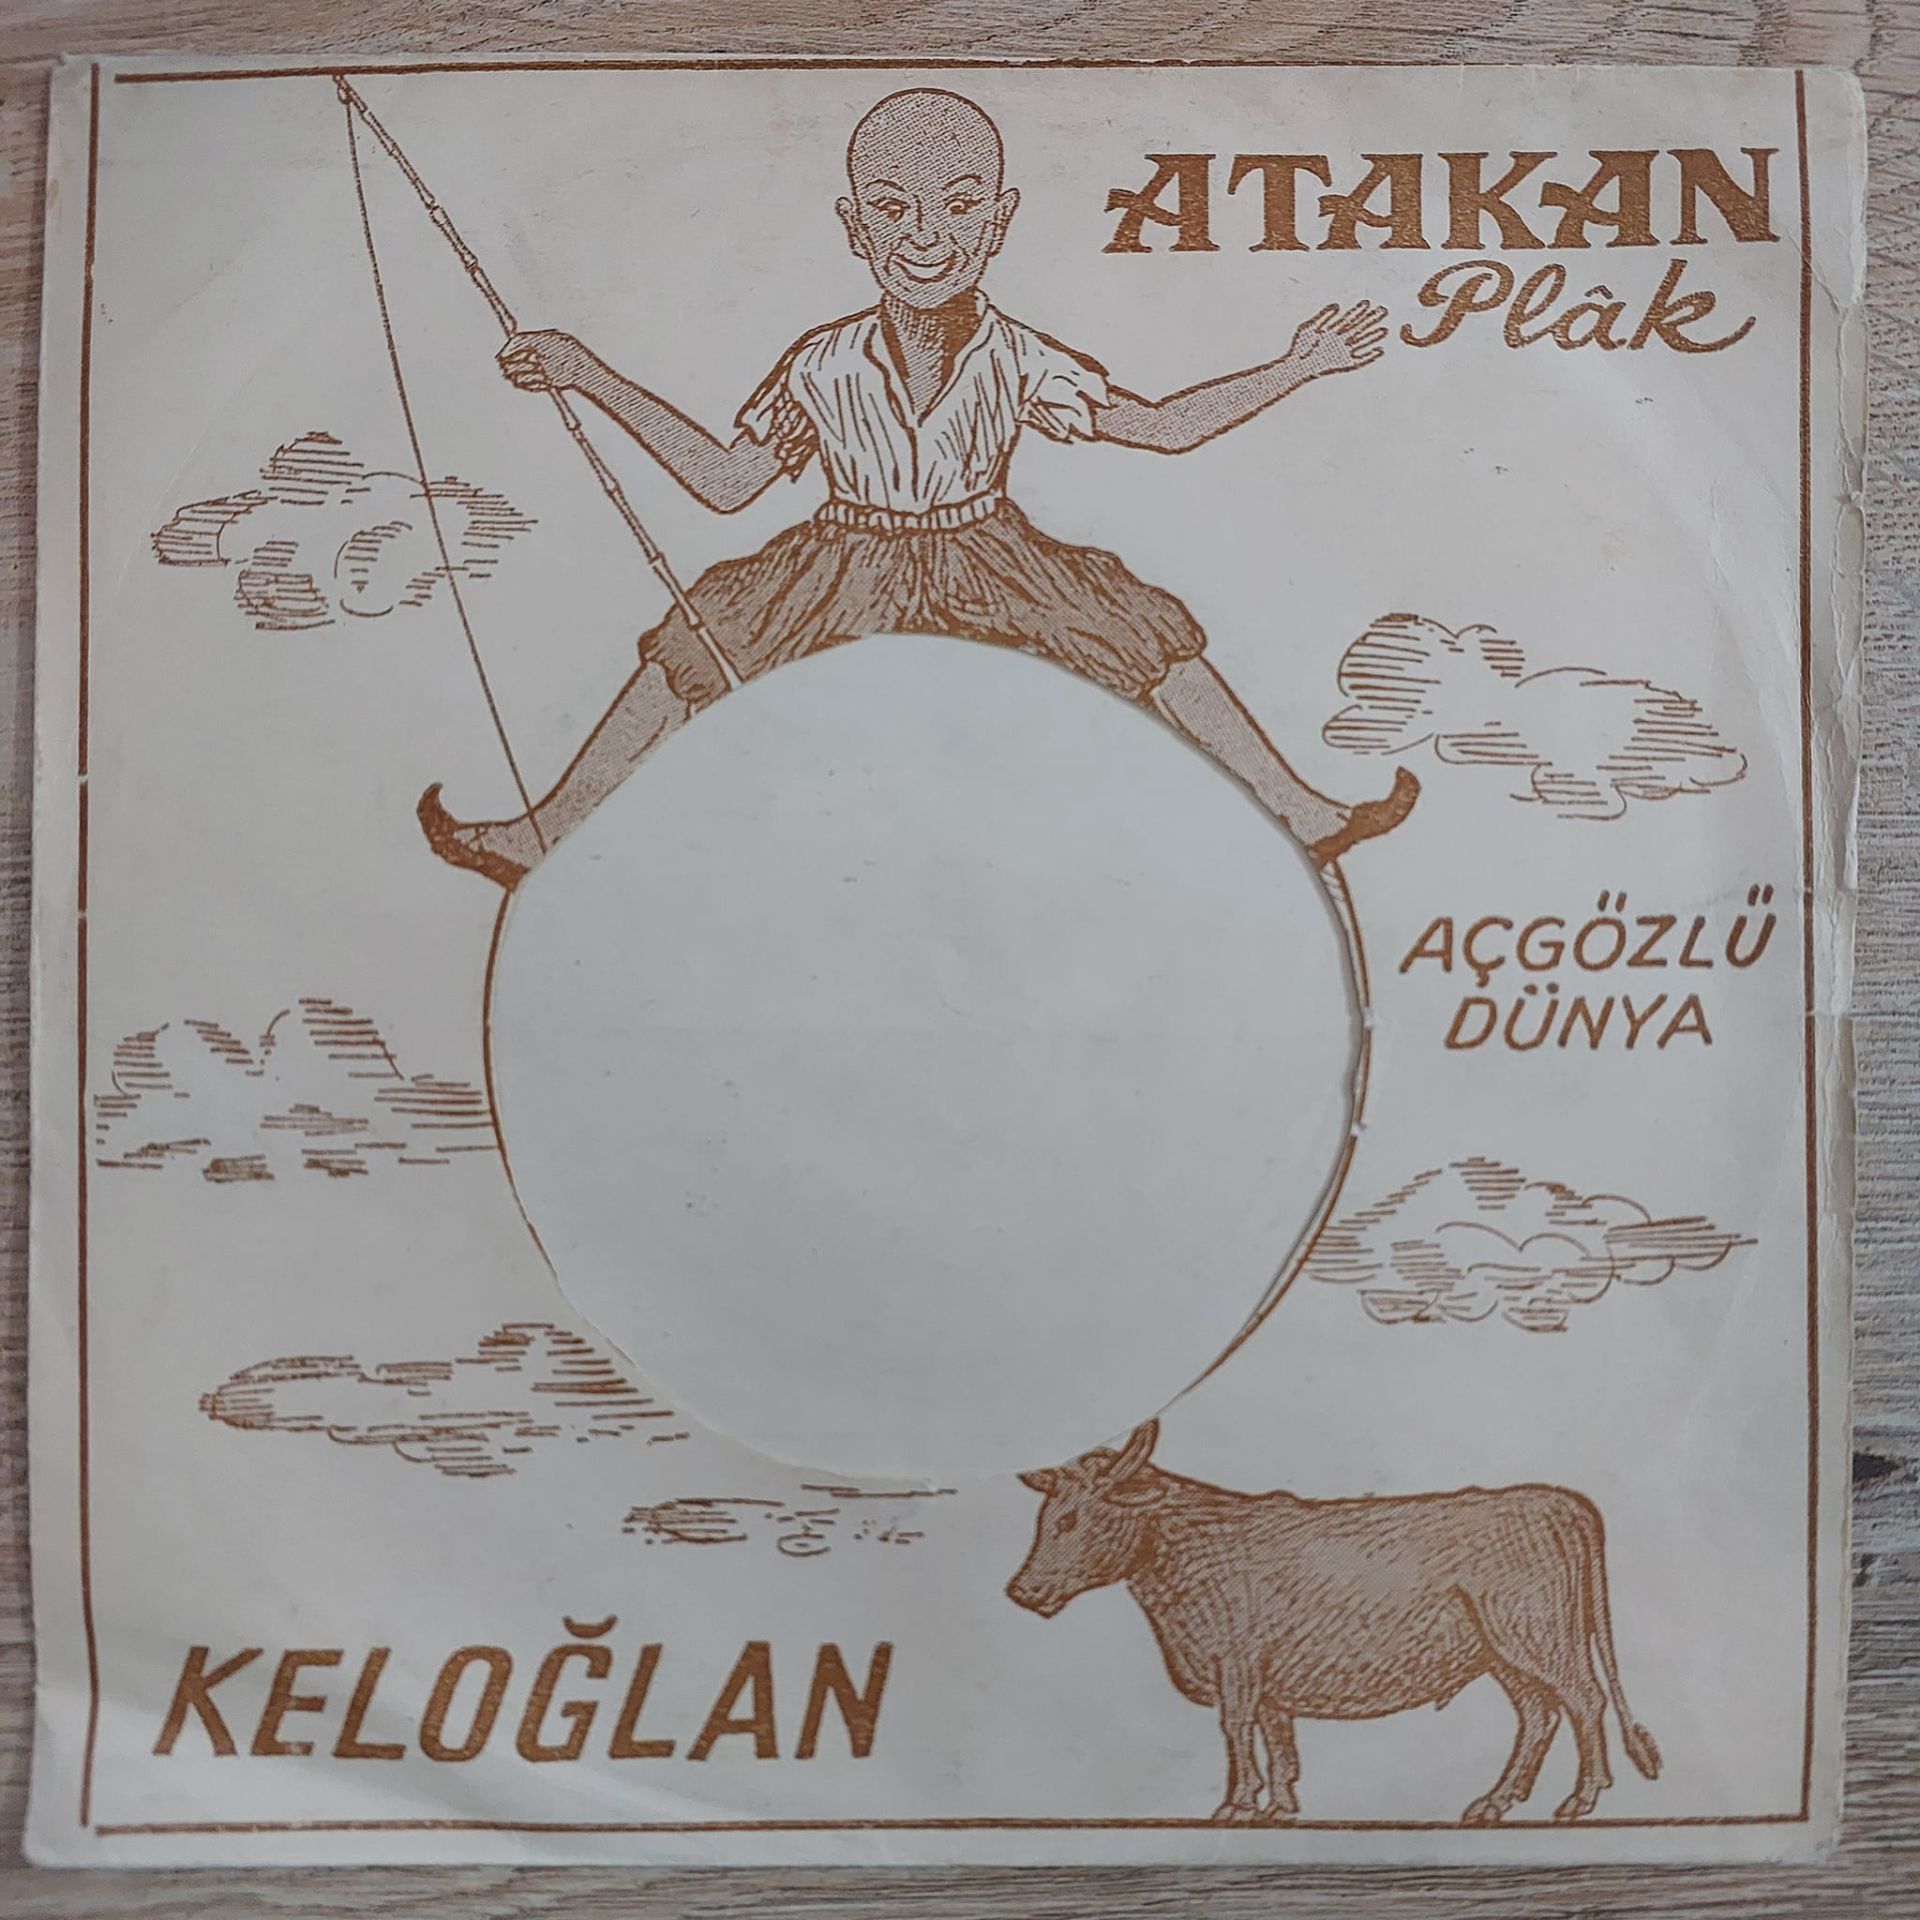 ATAKAN
Plâk
AÇGÖZLÜ
DÜNYA
KELOĞLAN